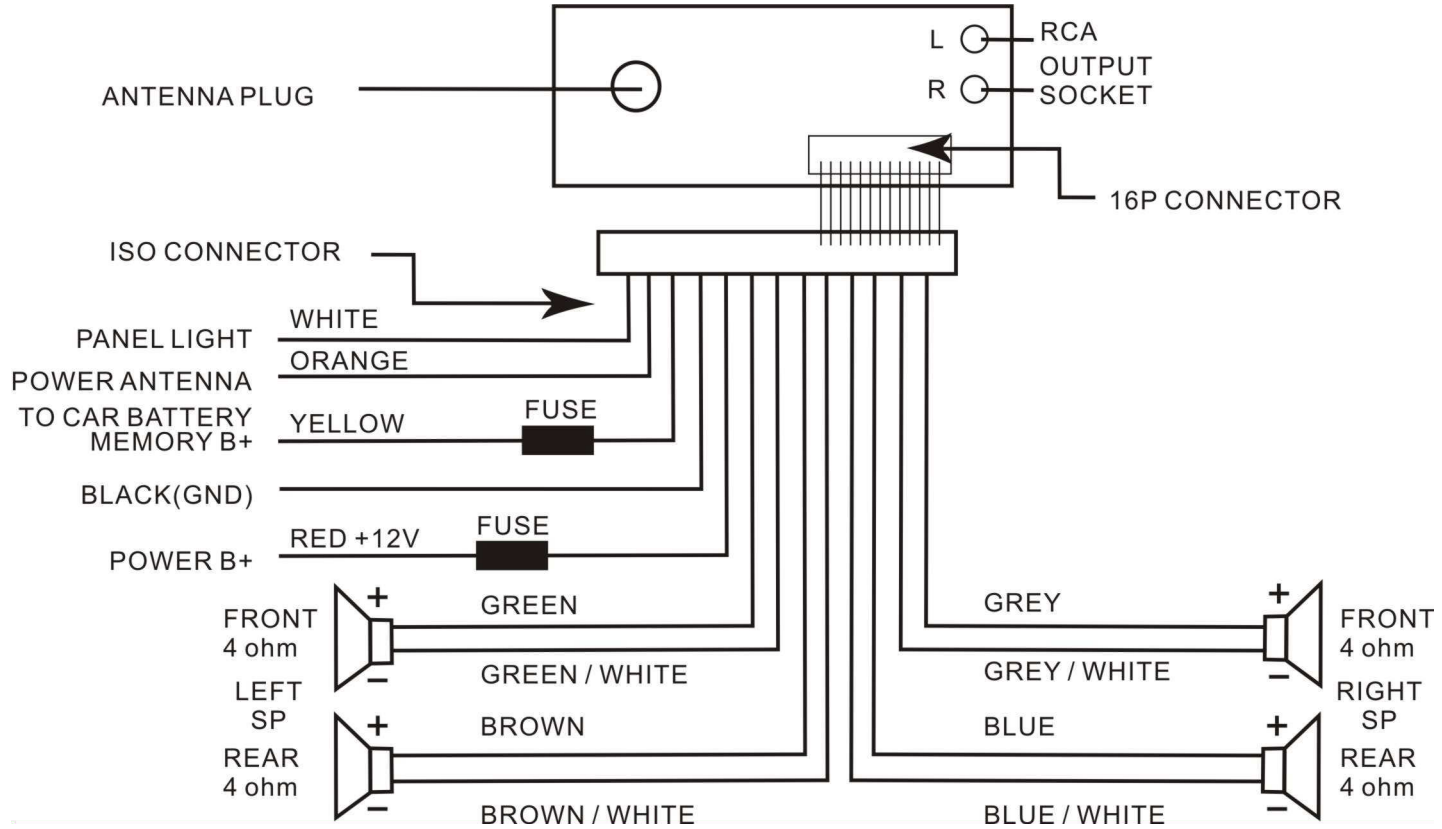 L
RCA
OUTPUT
R
SOCKET
ANTENNA PLUG
16P CONNECTOR
ISO CONNECTOR
WHITE
PANEL LIGHT
ORANGE
POWER ANTENNA
TO CAR BATTERY
MEMORY B+
YELLOW
FUSE
BLACK(GND)
RED +12V
FUSE
POWER B+
FRONT
4 ohm
+
GREEN
−
GREEN / WHITE
LEFT
SP
REAR
4 ohm
+
BROWN
−
BROWN / WHITE
GREY
+
FRONT
4 ohm
GREY / WHITE
−
RIGHT
SP
BLUE
+
REAR
4 ohm
BLUE / WHITE
−